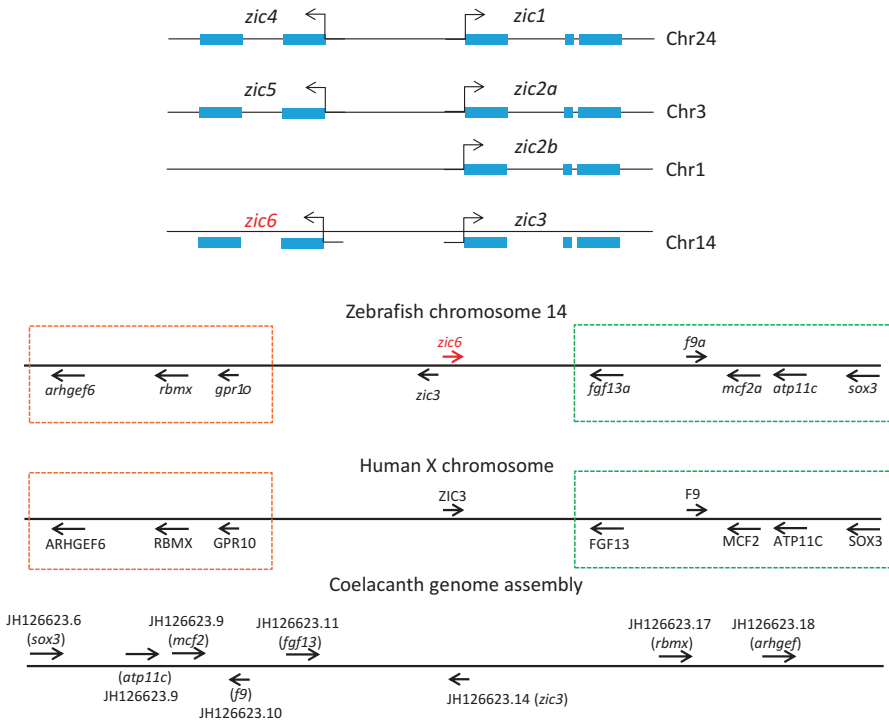 zic4 zic1
Chr24
zic5 zic2a
Chr3
zic2b
Chr1
zic6 zic3
Chr14
Zebrafish chromosome 14
zic6 f9a
arhgef6 rbmx gpr10 zic3 fgf13a mcf2a atp11c sox3
Human X chromosome
ZIC3 F9
ARHGEF6 RBMX GPR10 FGF13 MCF2 ATP11C SOX3
Coelacanth genome assembly
JH126623.6 JH126623.9 JH126623.11 JH126623.17 JH126623.18
(sox3) (mcf2) (fgf13) (rbmx) (arhgef)
(atp11c) (f9)
JH126623.9 JH126623.10 JH126623.14 (zic3)